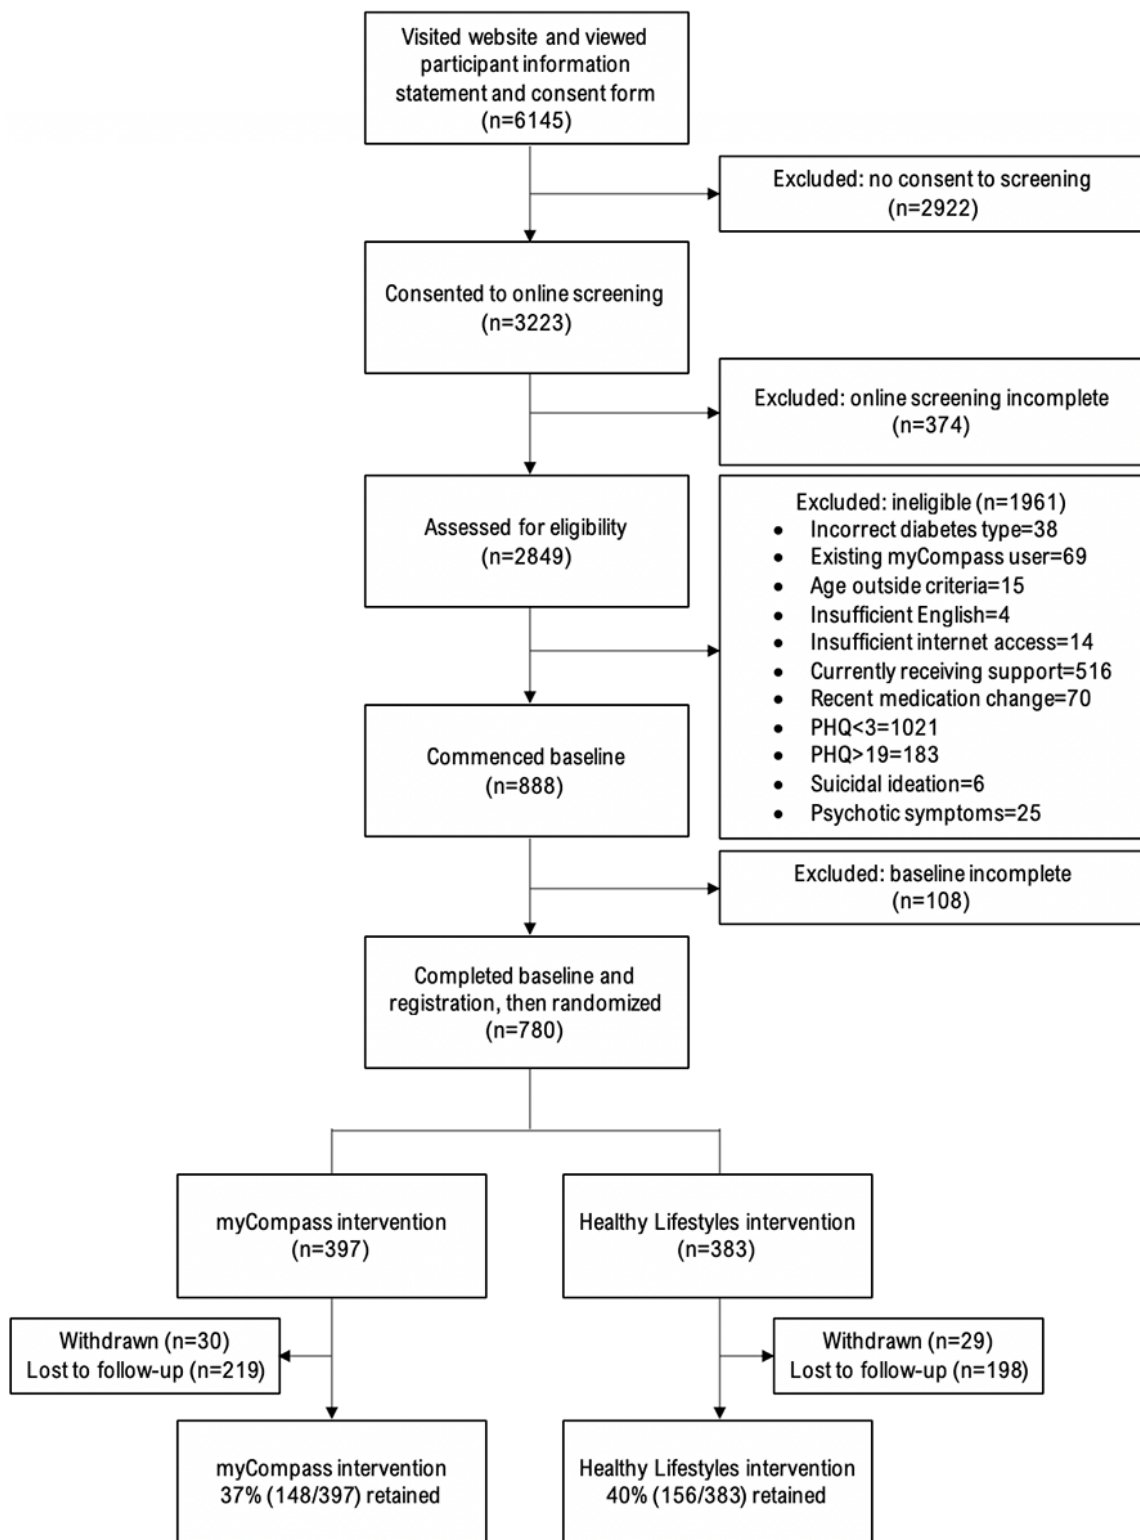 Visited website and viewed
participant information
statement and consent form
(n=6145)
Excluded: no consent to screening
(n=2922)
Consented to online screening
(n=3223)
Excluded: online screening incomplete
(n=374)
Assessed for eligibility
(n=2849)
Excluded: ineligible (n=1961)
• Incorrect diabetes type=38
• Existing myCompass user=69
• Age outside criteria=15
• Insufficient English=4
• Insufficient internet access=14
• Currently receiving support=516
• Recent medication change=70
• PHQ<3=1021
• PHQ>19=183
• Suicidal ideation=6
• Psychotic symptoms=25
Commenced baseline
(n=888)
Excluded: baseline incomplete
(n=108)
Completed baseline and
registration, then randomized
(n=780)
myCompass intervention
(n=397)
Healthy Lifestyles intervention
(n=383)
Withdrawn (n=30)
Lost to follow-up (n=219)
Withdrawn (n=29)
Lost to follow-up (n=198)
myCompass intervention
37% (148/397) retained
Healthy Lifestyles intervention
40% (156/383) retained